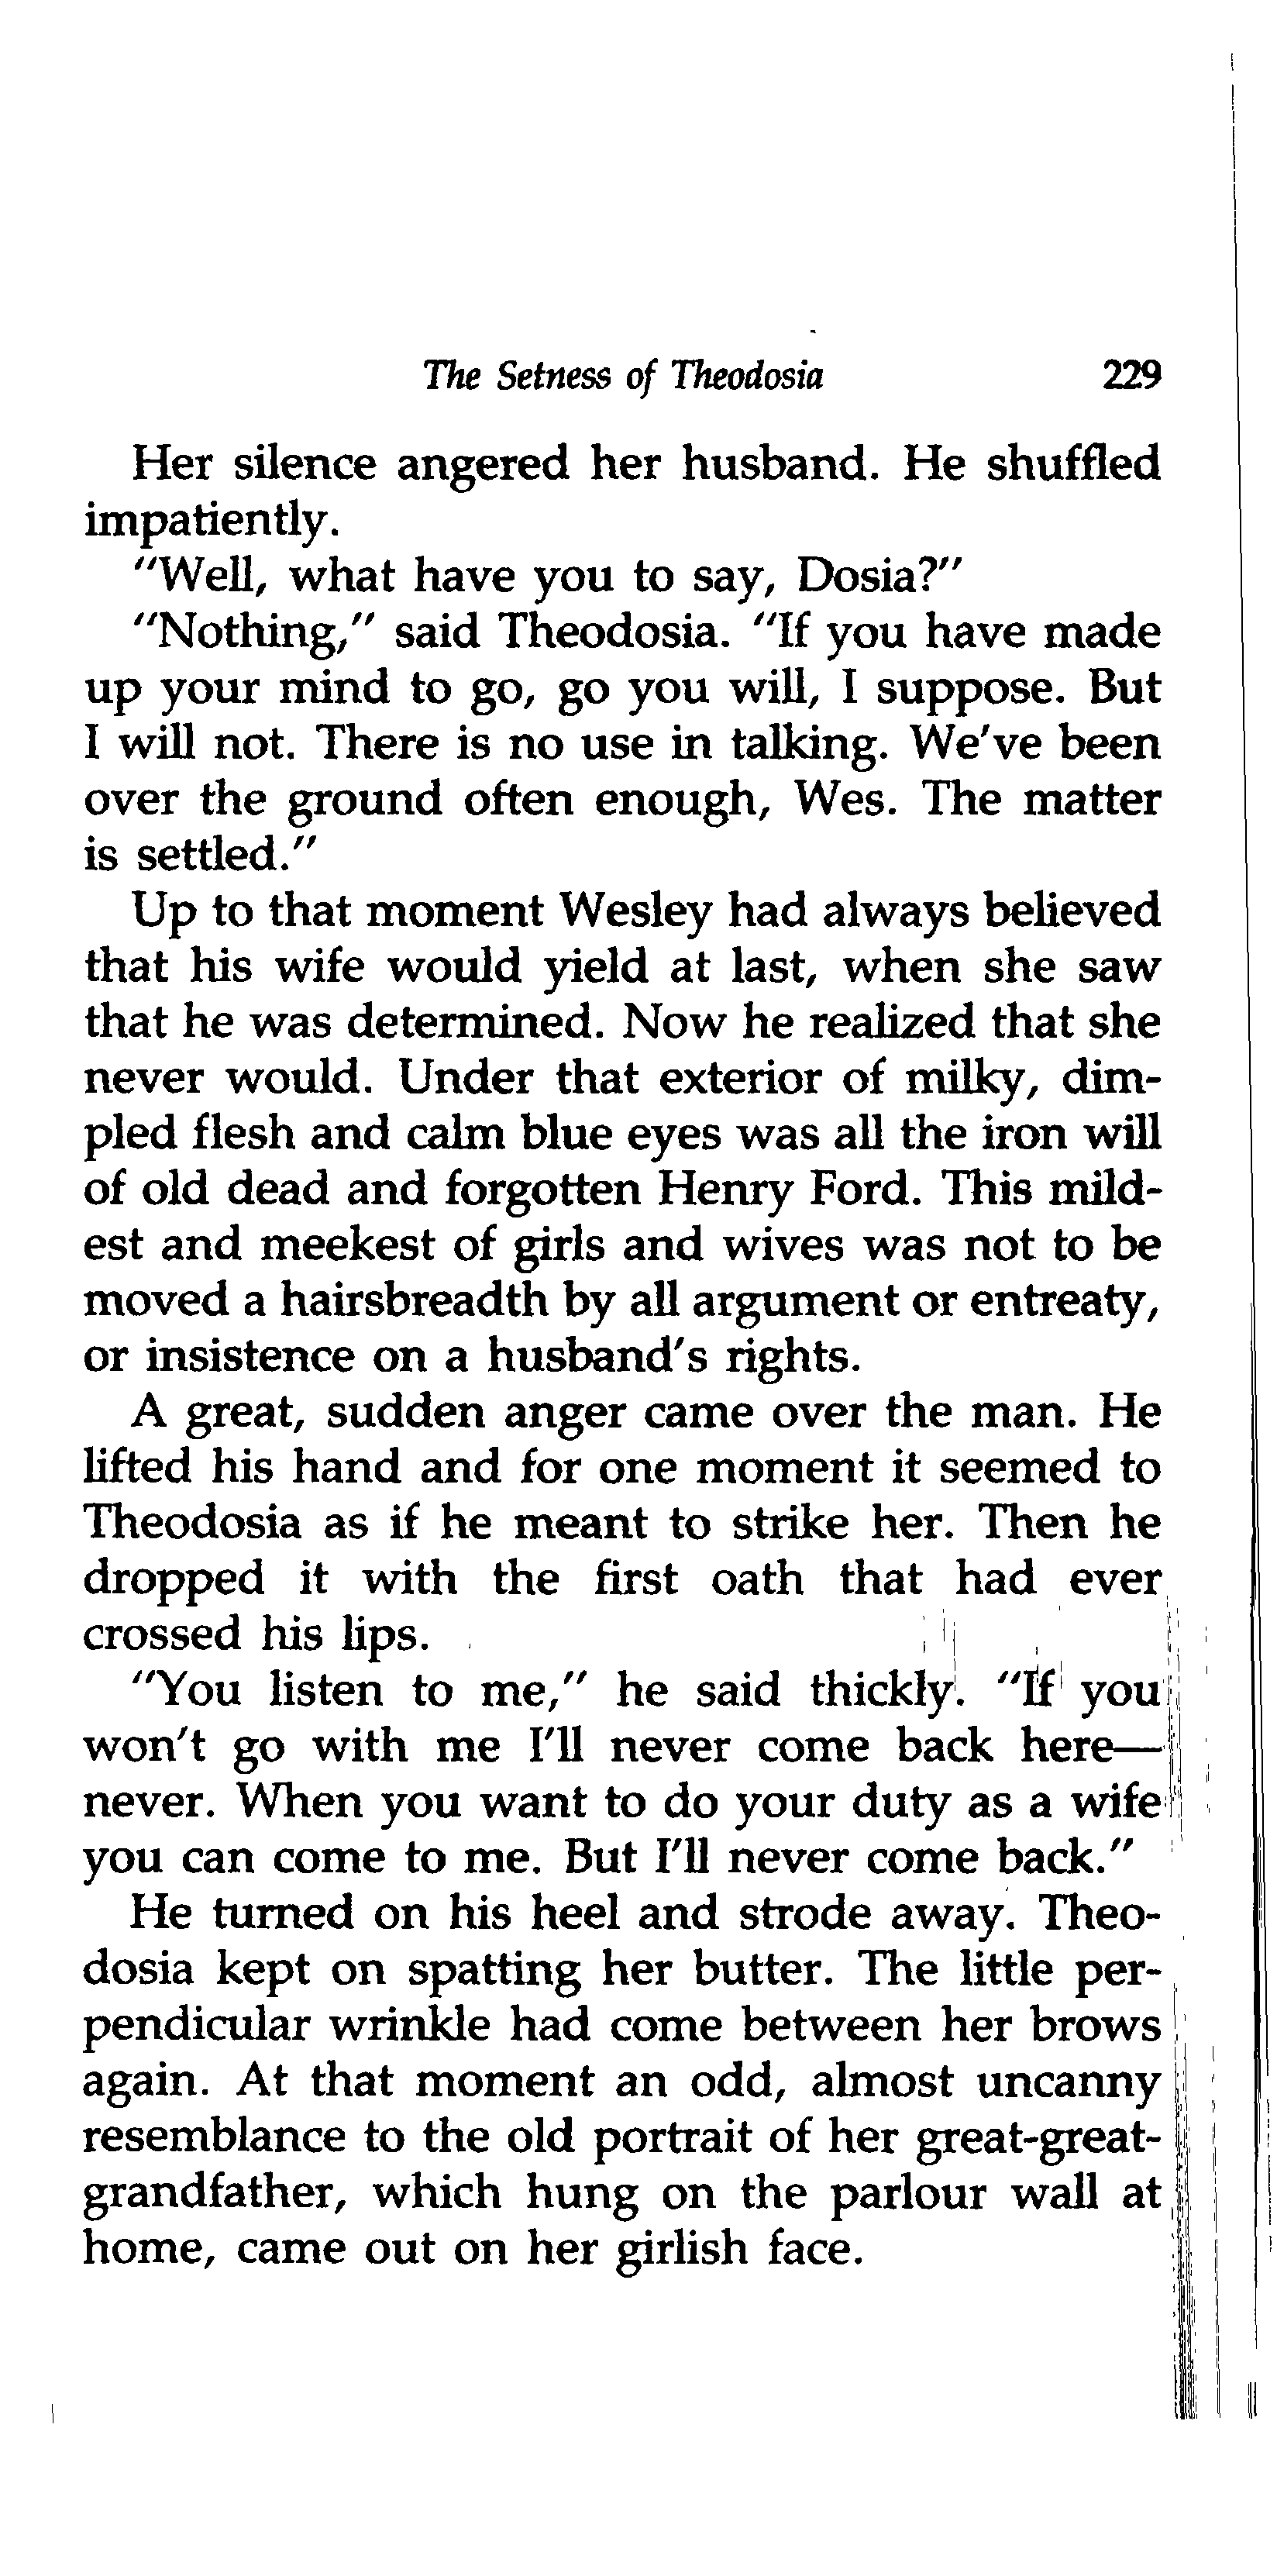 The Setness of Theodosia 229
Her silence angered her husband. He shuffled
impatiently.
"Well, what have you to say, Dosia?"
"Nothing," said Theodosia. "If you have made
up your mind to go, go you will, I suppose. But
I will not. There is no use in talking. We've been
over the ground often enough, Wes. The matter
is settled."
Up to that moment Wesley had always believed
that his wife would yield at last, when she saw
that he was determined. Now he realized that she
never would. Under that exterior of milky, dim-
pled flesh and calm blue eyes was all the iron will
of old dead and forgotten Henry Ford. This mild-
est and meekest of girls and wives was not to be
moved a hairsbreadth by all argument or entreaty,
or insistence on a husband's rights.
A great, sudden anger came over the man. He
lifted his hand and for one moment it seemed to
Theodosia as if he meant to strike her. Then he
dropped it with the first oath that had ever
crossed his lips.
"You listen to me," he said thickly. "If you
won't go with me I'll never come back here—
never. When you want to do your duty as a wife
you can come to me. But I'll never come back."
He turned on his heel and strode away. Theo-
dosia kept on spatting her butter. The little per-
pendicular wrinkle had come between her brows
again. At that moment an odd, almost uncanny
resemblance to the old portrait of her great-great-
grandfather, which hung on the parlour wall at
home, came out on her girlish face.